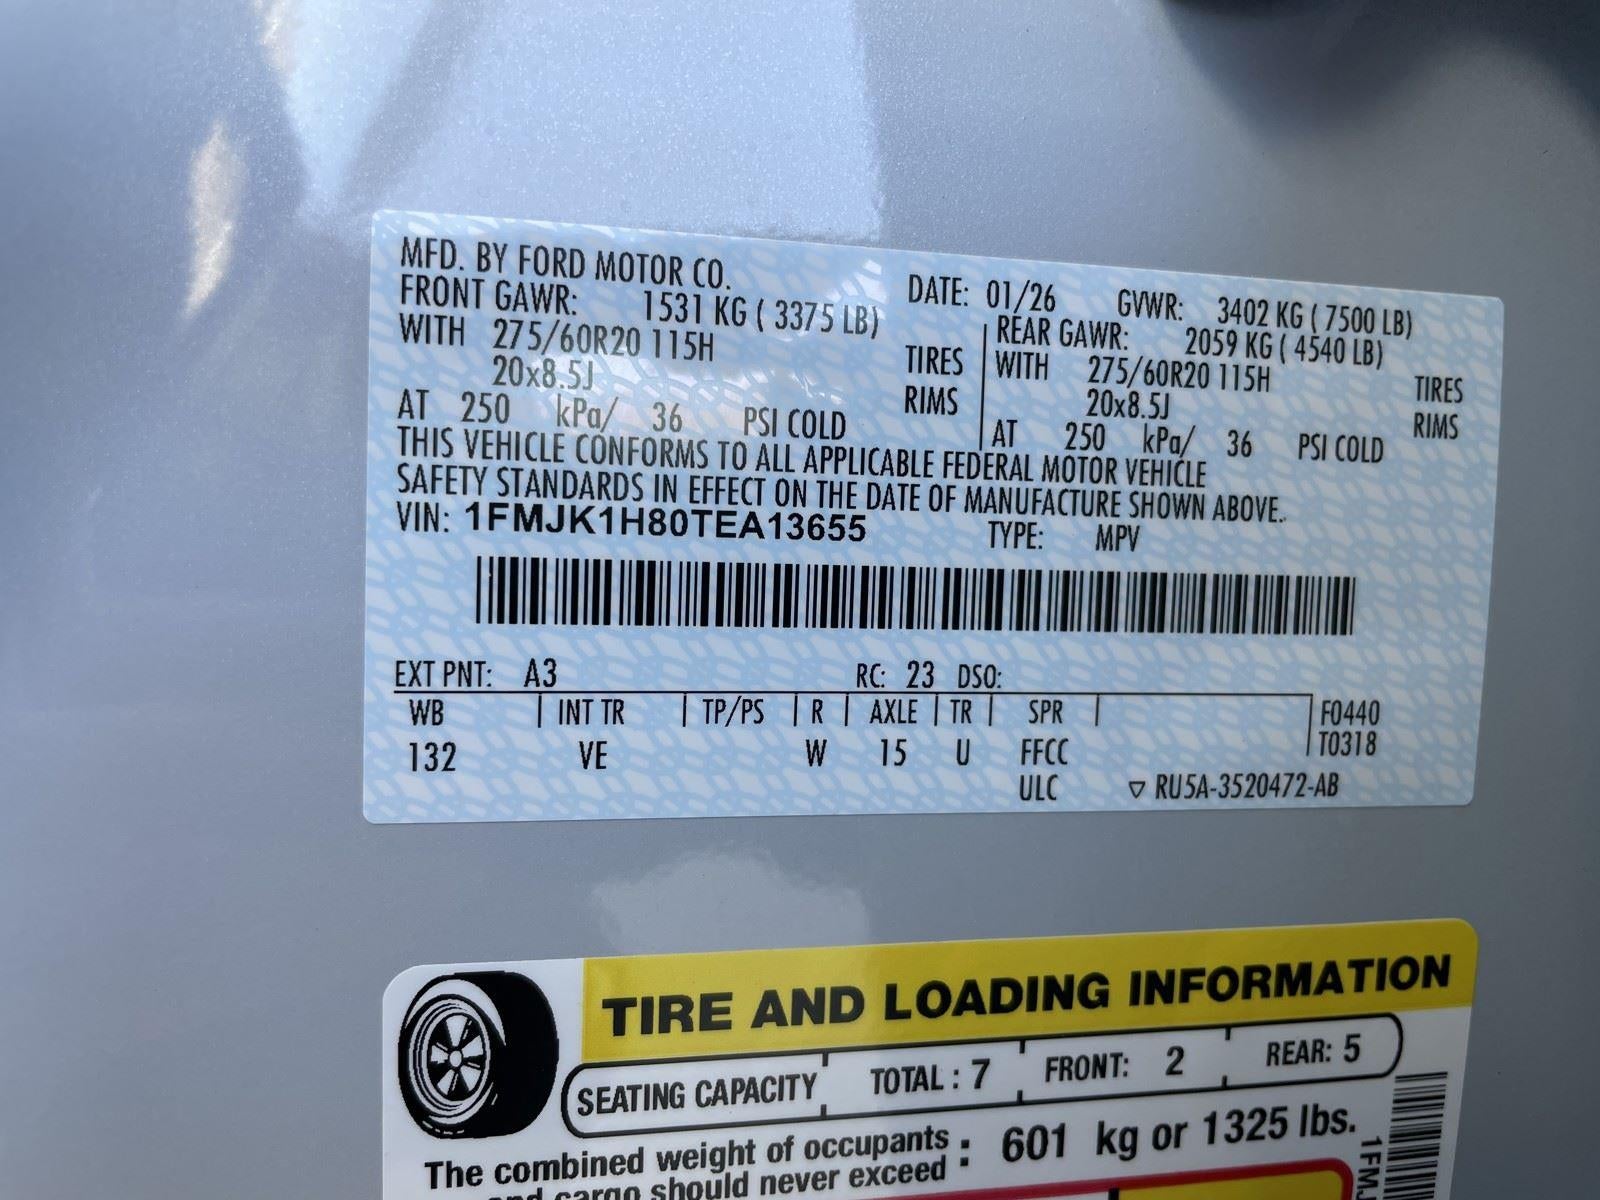 MFD. BY FORD MOTOR CO.
DATE: 01/26 GVWR: 3402 KG ( 7500 LB)
FRONT GAWR: 1531 KG ( 3375 LB)
WITH 275/60R20 115H TIRES
20x8.5J RIMS
AT 250 kPa/ 36 PSI COLD
REAR GAWR: 2059 KG ( 4540 LB)
WITH 275/60R20 115H TIRES
20x8.5J RIMS
AT 250 kPa/ 36 PSI COLD
THIS VEHICLE CONFORMS TO ALL APPLICABLE FEDERAL MOTOR VEHICLE
SAFETY STANDARDS IN EFFECT ON THE DATE OF MANUFACTURE SHOWN ABOVE.
VIN: 1FMJK1H80TEA13655 TYPE: MPV
EXT PNT: A3 RC: 23 DSO:
WB INT TR TP/PS R AXLE TR SPR F0440
132 VE W 15 U FFCC T0318
ULC ▽ RU5A-3520472-AB
TIRE AND LOADING INFORMATION
SEATING CAPACITY TOTAL : 7 FRONT: 2 REAR: 5
The combined weight of occupants : 601 kg or 1325 lbs.
and cargo should never exceed
1FMJ